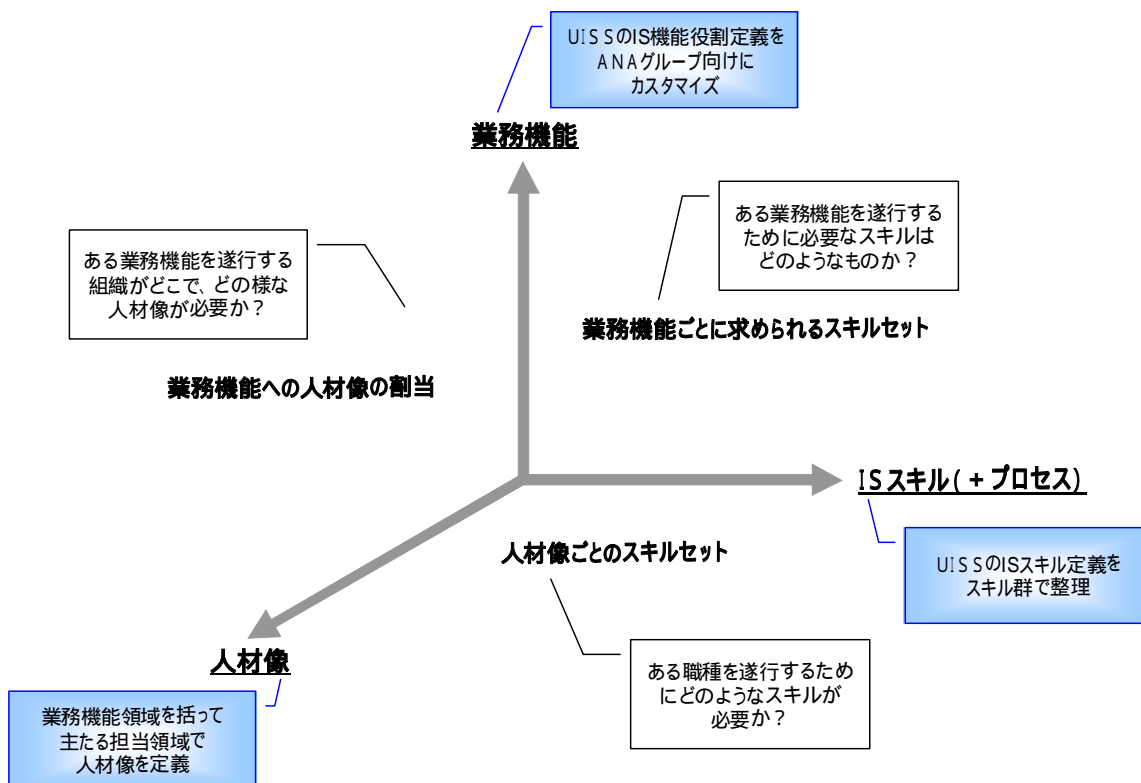 UISSのIS機能役割定義を
ANAグループ向けに
カスタマイズ
業務機能
ある業務機能を遂行する
ために必要なスキルは
どのようなものか？
ある業務機能を遂行する
組織がどこで、どの様な
人材像が必要か？
業務機能ごとに求められるスキルセット
業務機能への人材像の割当
ISスキル(+プロセス)
人材像ごとのスキルセット
UISSのISスキル定義を
スキル群で整理
人材像
ある職種を遂行するため
にどのようなスキルが
必要か？
業務機能領域を括って
主たる担当領域で
人材像を定義